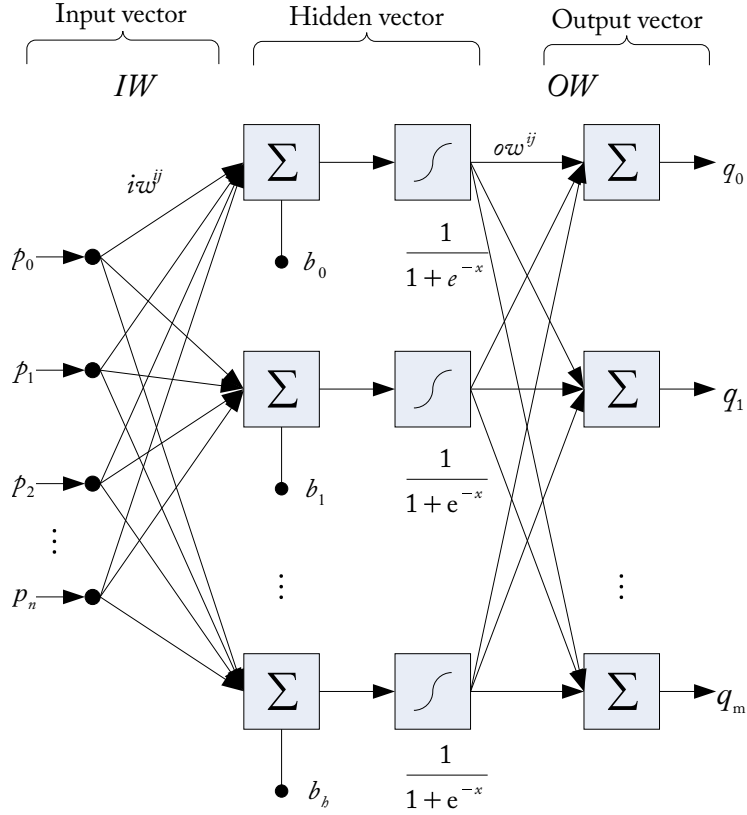 Input vector
Hidden vector
Output vector
IW
OW
iw^{ij}
Σ
ow^{ij}
Σ
q_0
p_0
b_0
1
1 + e^{-x}
p_1
Σ
Σ
q_1
p_2
b_1
1
1 + e^{-x}
⋮
p_n
⋮
⋮
Σ
Σ
q_m
b_h
1
1 + e^{-x}